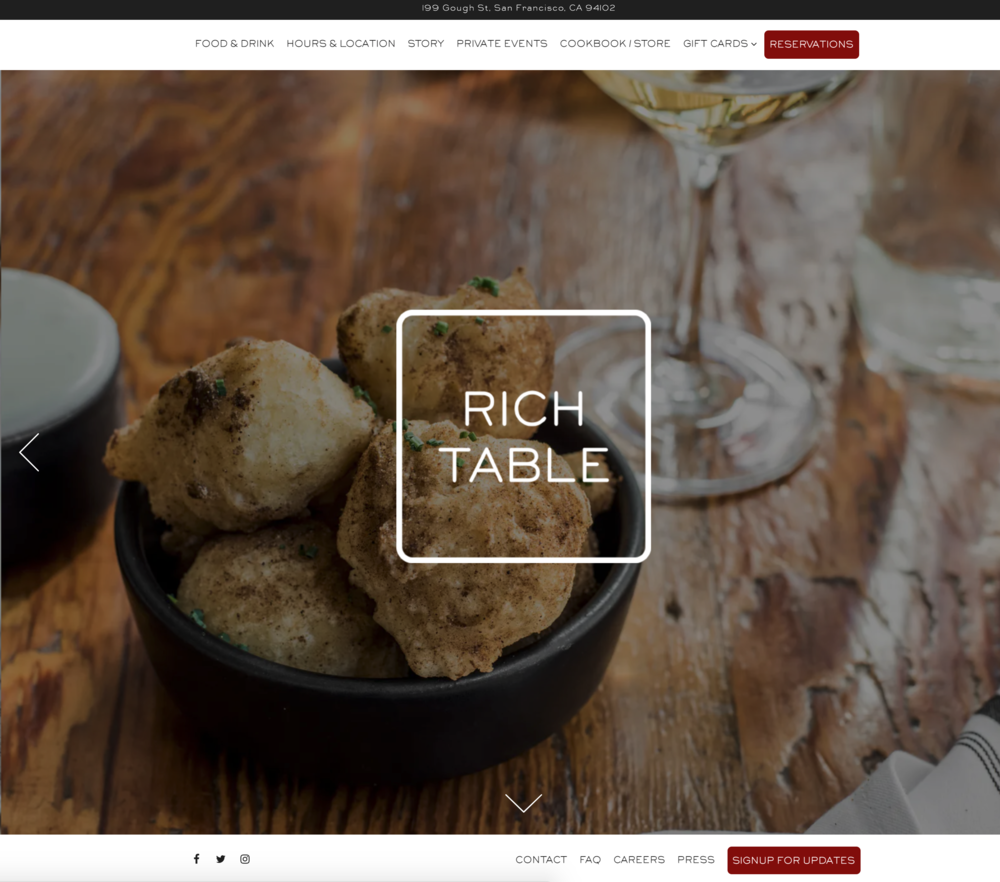 199 Gough St. San Francisco, CA 94102
FOOD & DRINK HOURS & LOCATION STORY PRIVATE EVENTS COOKBOOK / STORE GIFT CARDS RESERVATIONS
RICH
TABLE
CONTACT FAQ CAREERS PRESS SIGNUP FOR UPDATES